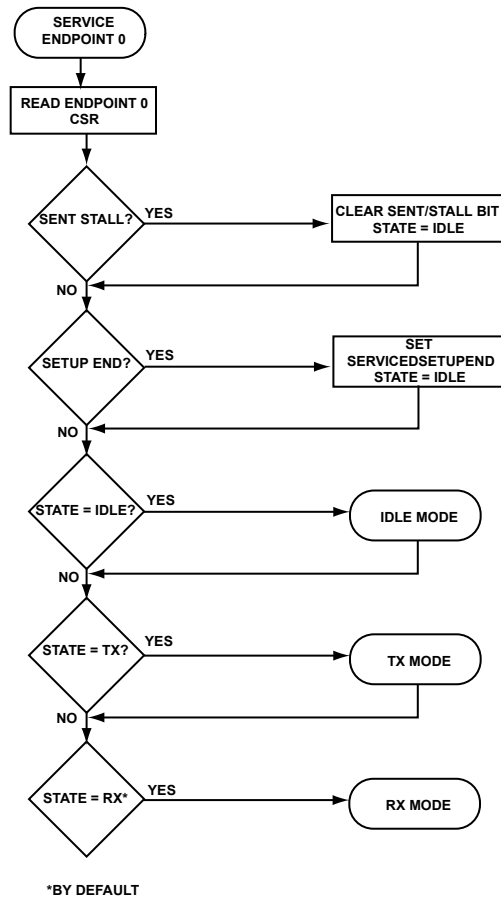 SERVICE
ENDPOINT 0
READ ENDPOINT 0
CSR
SENT STALL?
YES
CLEAR SENT/STALL BIT
STATE = IDLE
NO
SETUP END?
YES
SET
SERVICEDSETUPEND
STATE = IDLE
NO
STATE = IDLE?
YES
IDLE MODE
NO
STATE = TX?
YES
TX MODE
NO
STATE = RX*
YES
RX MODE
*BY DEFAULT